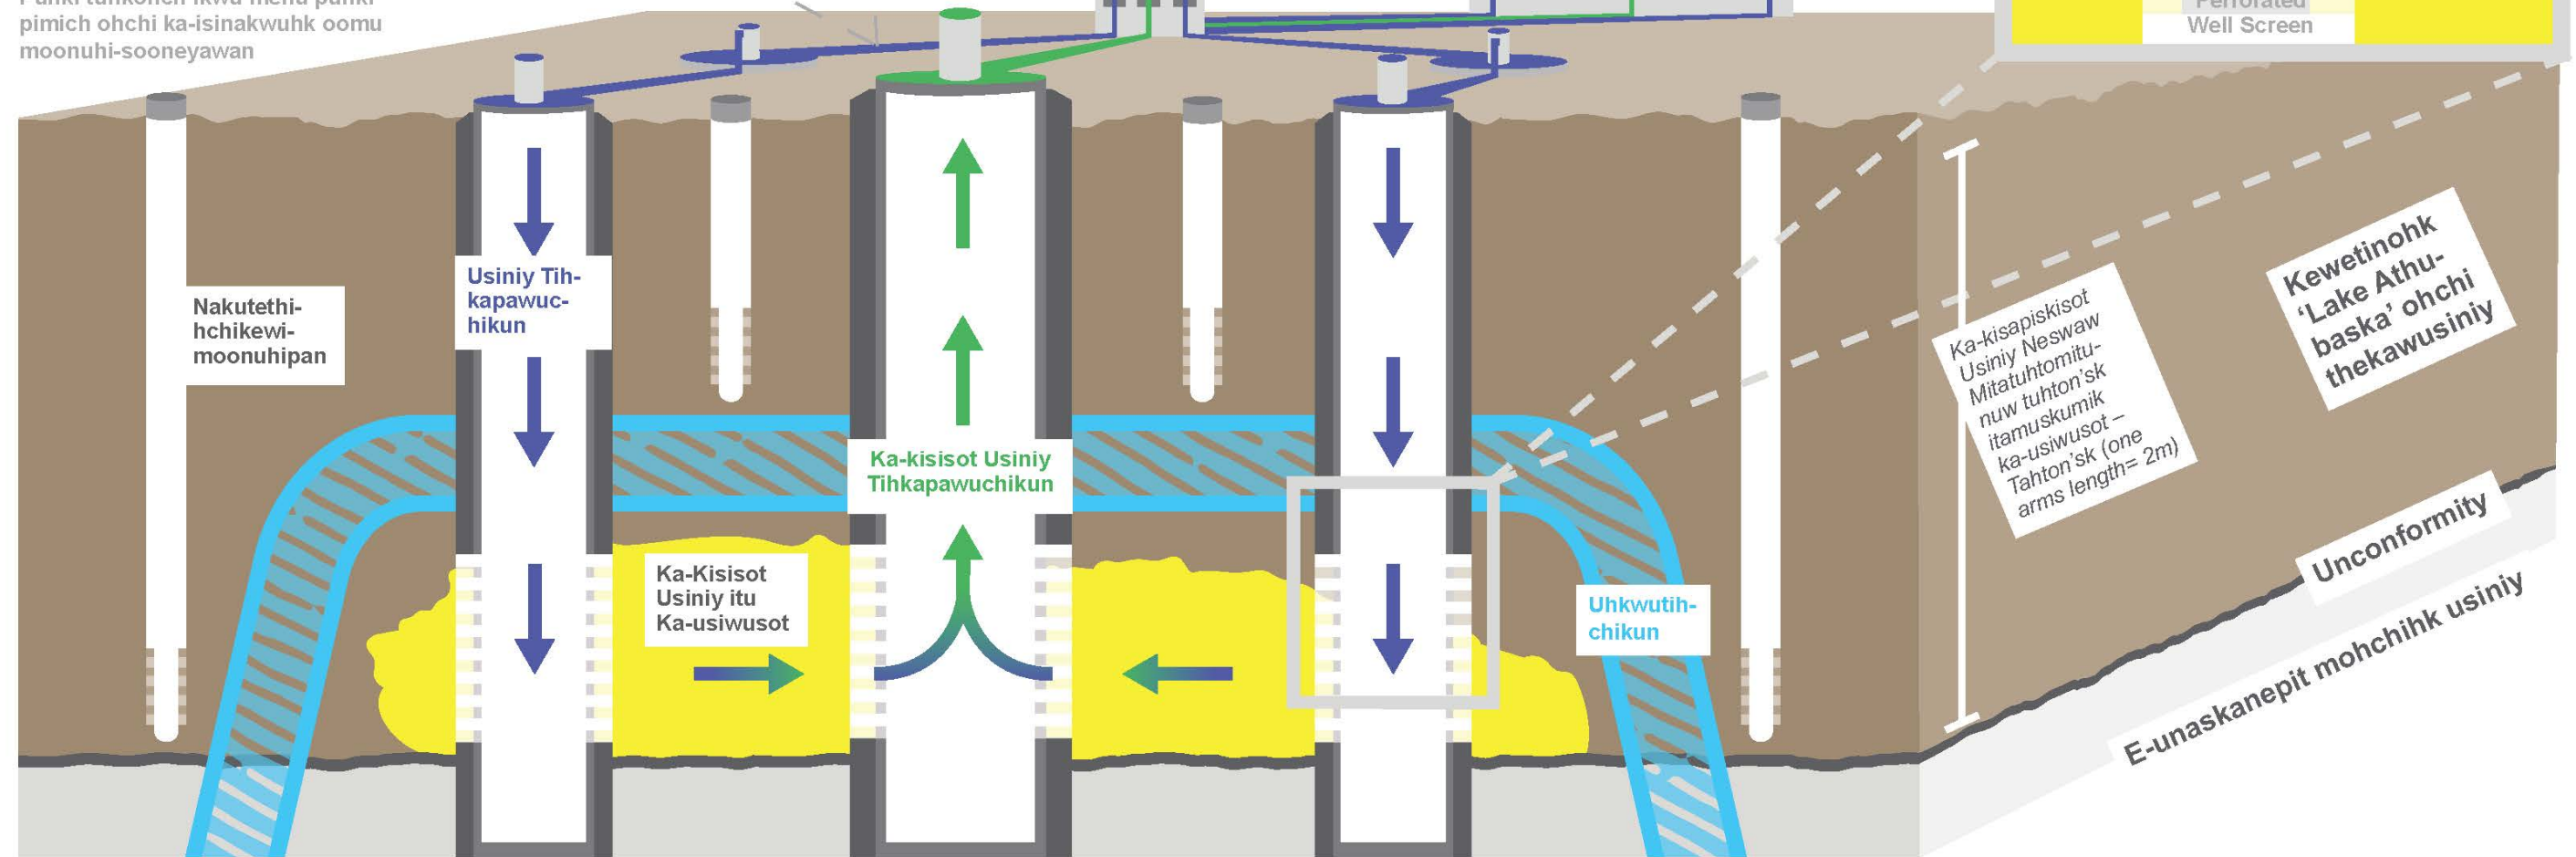 pimich ohchi ka-isinakwuhk oomu
moonuhi-sooneyawan
Perforated
Well Screen
Nakutethi-
hchikewi-
moonuhipan
Usiniy Tih-
kapawuc-
hikun
Ka-kisisot Usiniy
Tihkapawuchikun
Ka-Kisisot
Usiniy itu
Ka-usiwusot
Uhkwutih-
chikun
Ka-kisapiskisot
Usiniy Neswaw
Mitatuhtomitu-
nuw tuhton'sk
itamuskumik
ka-usiwusot –
Tahton'sk (one
arms length= 2m)
Kewetinohk
'Lake Athu-
baska' ohchi
thekawusiniy
Unconformity
E-unaskanepit mohchihk usiniy